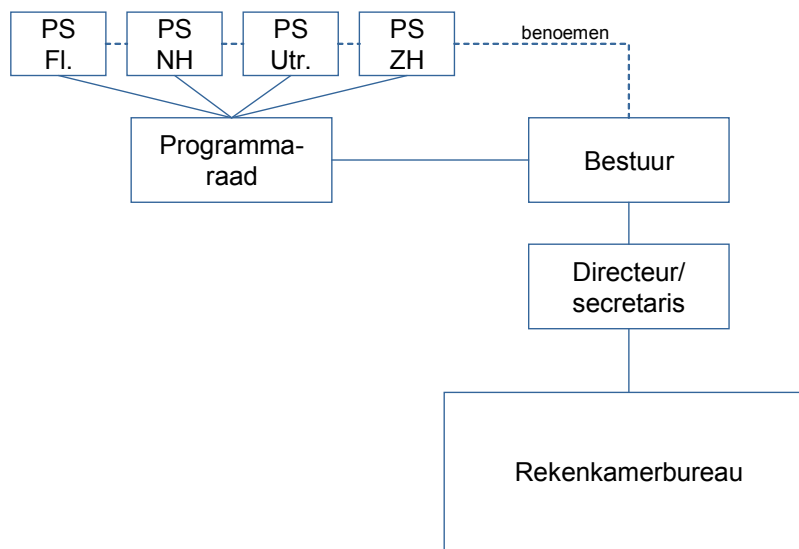 PS
Fl.
PS
NH
PS
Utr.
PS
ZH
benoemen
Programma-
raad
Bestuur
Directeur/
secretaris
Rekenkamerbureau